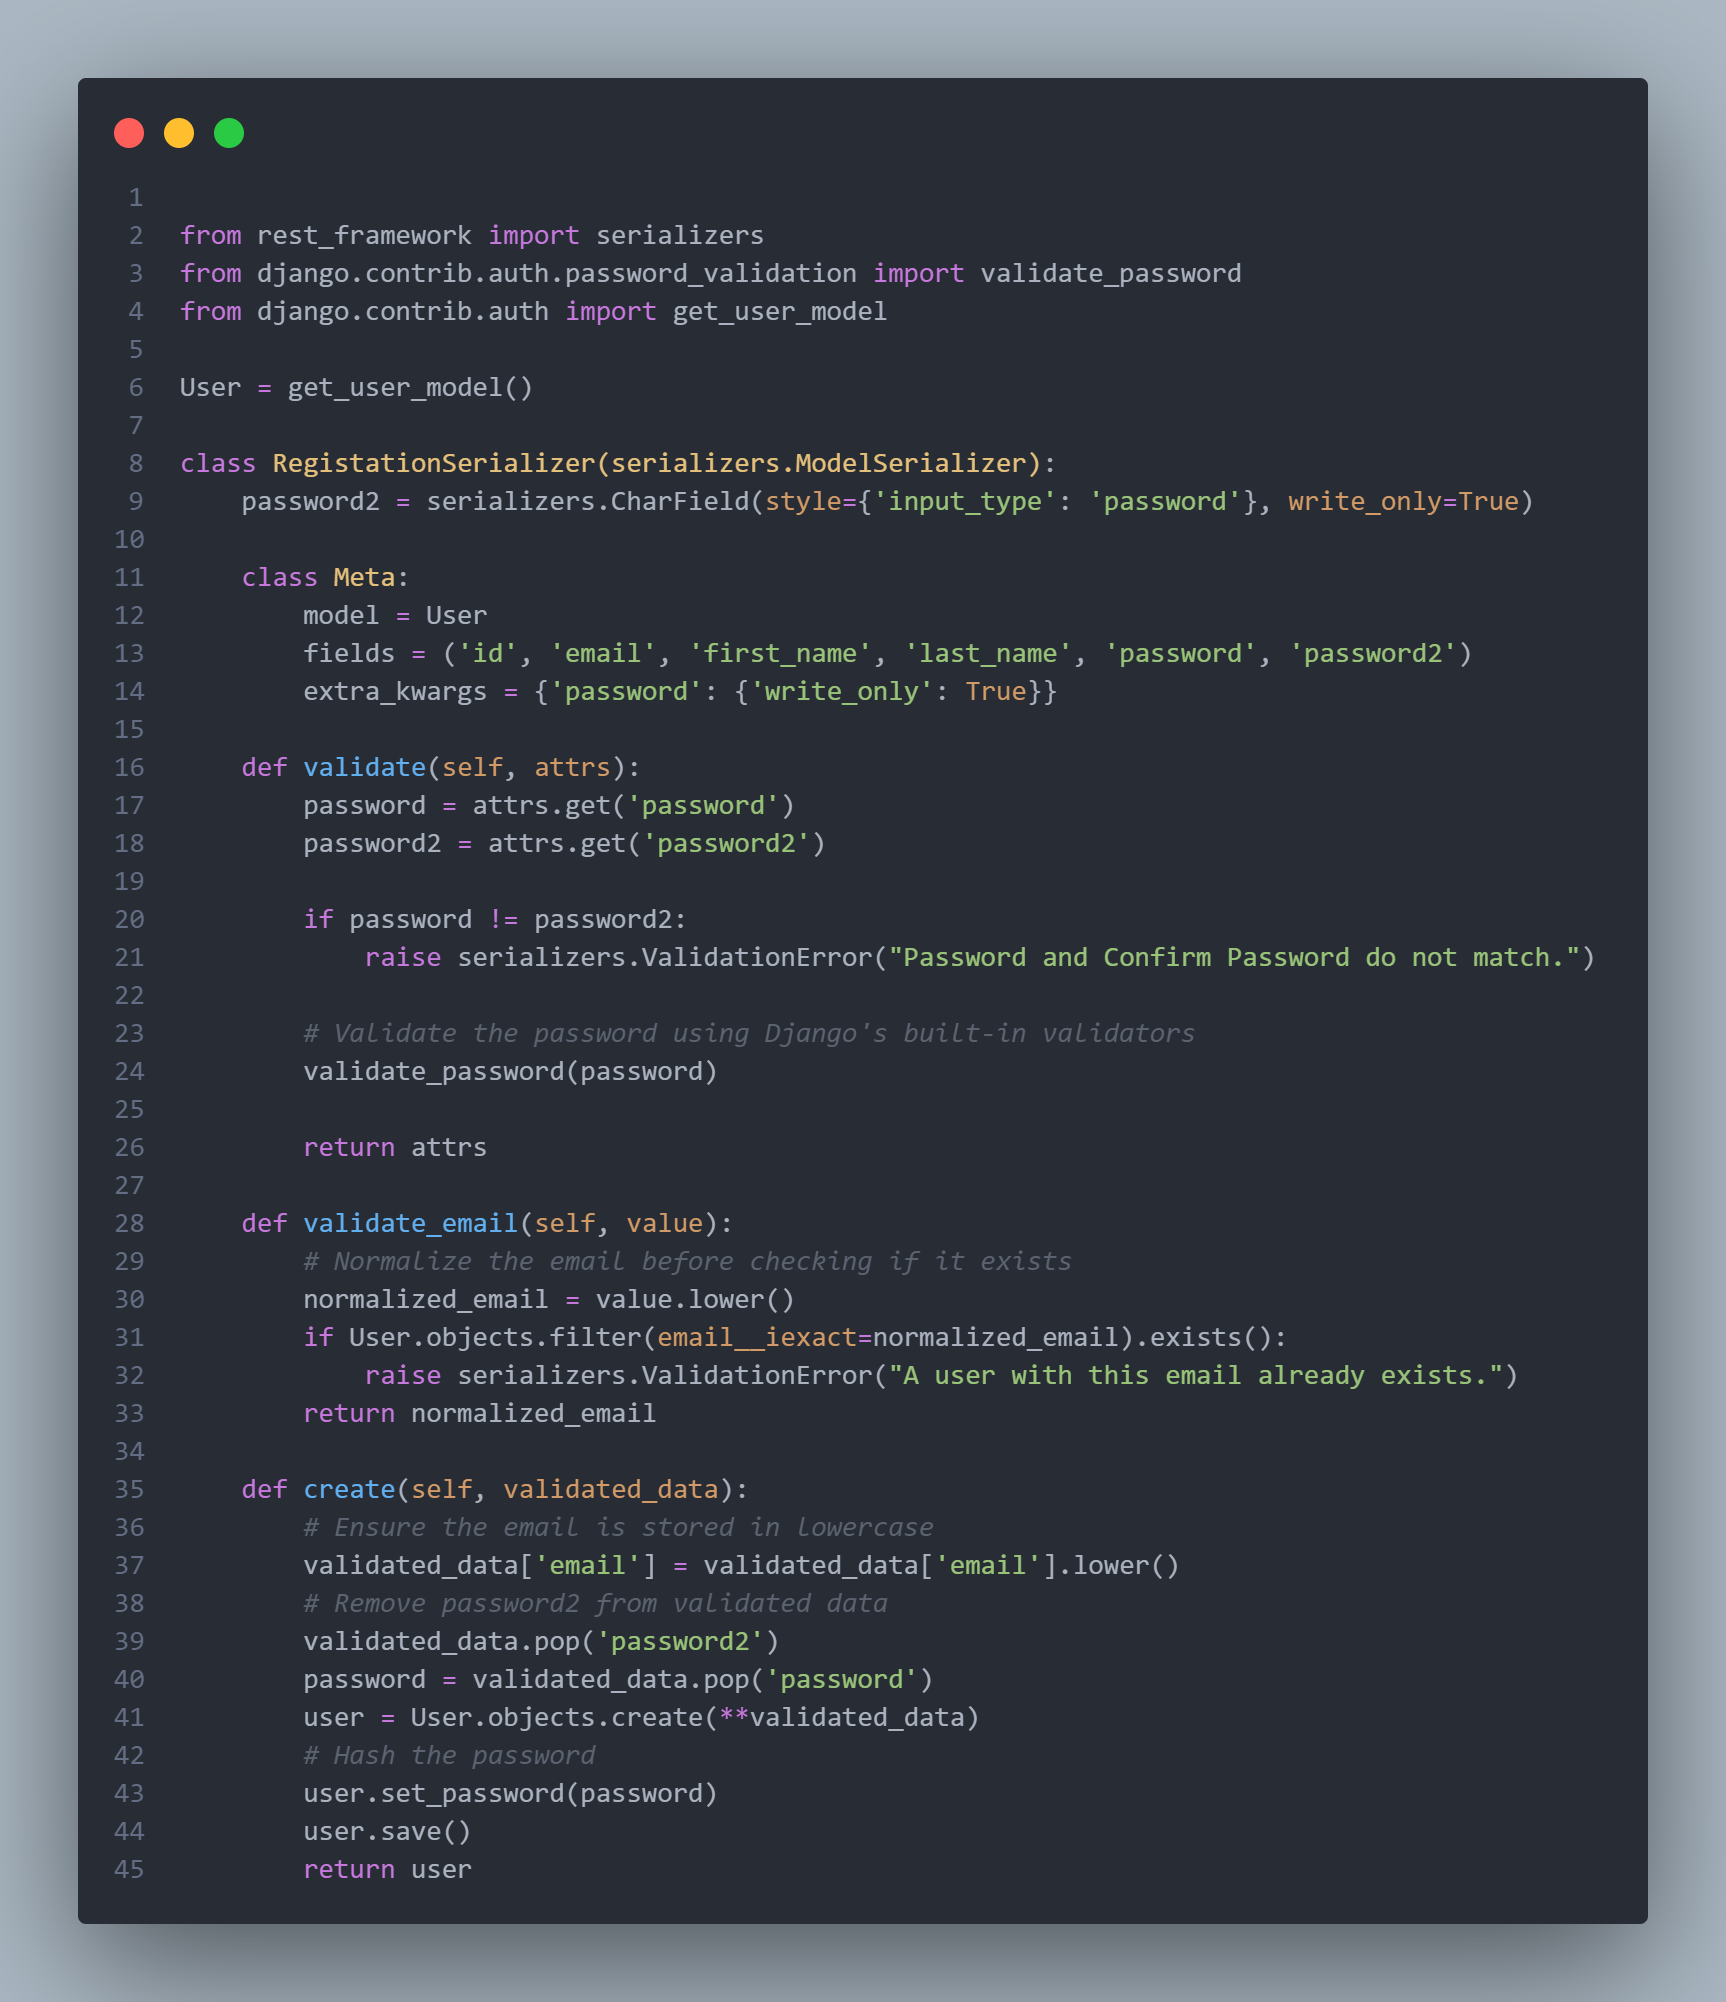 1
2 from rest_framework import serializers
3 from django.contrib.auth.password_validation import validate_password
4 from django.contrib.auth import get_user_model
5
6 User = get_user_model()
7
8 class RegistationSerializer(serializers.ModelSerializer):
9     password2 = serializers.CharField(style={'input_type': 'password'}, write_only=True)
10
11     class Meta:
12         model = User
13         fields = ('id', 'email', 'first_name', 'last_name', 'password', 'password2')
14         extra_kwargs = {'password': {'write_only': True}}
15
16     def validate(self, attrs):
17         password = attrs.get('password')
18         password2 = attrs.get('password2')
19
20         if password != password2:
21             raise serializers.ValidationError("Password and Confirm Password do not match.")
22
23         # Validate the password using Django's built-in validators
24         validate_password(password)
25
26         return attrs
27
28     def validate_email(self, value):
29         # Normalize the email before checking if it exists
30         normalized_email = value.lower()
31         if User.objects.filter(email__iexact=normalized_email).exists():
32             raise serializers.ValidationError("A user with this email already exists.")
33         return normalized_email
34
35     def create(self, validated_data):
36         # Ensure the email is stored in lowercase
37         validated_data['email'] = validated_data['email'].lower()
38         # Remove password2 from validated data
39         validated_data.pop('password2')
40         password = validated_data.pop('password')
41         user = User.objects.create(**validated_data)
42         # Hash the password
43         user.set_password(password)
44         user.save()
45         return user